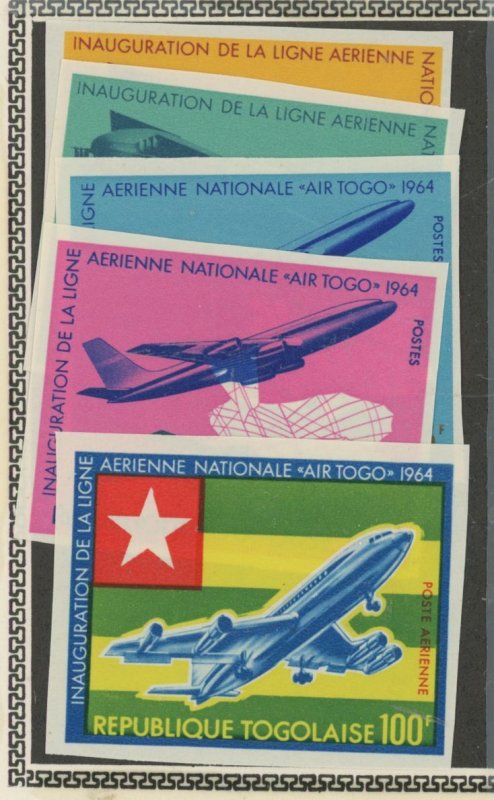 INAUGURATION DE LA LIGNE AERIENNE
NATIO
INAUGURATION DE LA LIGNE AERIENNE
NAT
IGNE
AERIENNE NATIONALE «AIR TOGO» 1964
POSTES
F
INAUGURATION DE LA LIGNE
AERIENNE NATIONALE «AIR TOGO» 1964
POSTES
INAUGURATION DE LA LIGNE
AERIENNE NATIONALE «AIR TOGO» 1964
POSTE AERIENNE
REPUBLIQUE TOGOLAISE 100F